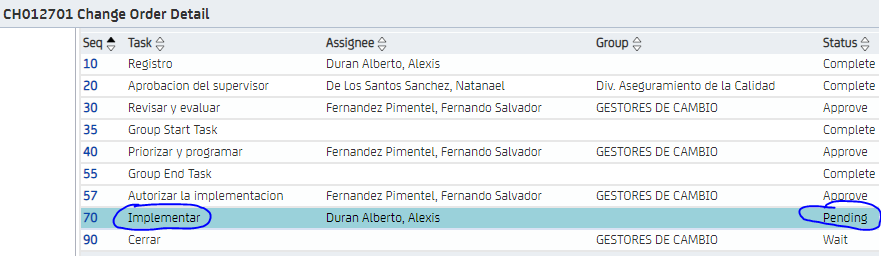 CH012701 Change Order Detail
Seq Task Assignee Group Status
10 Registro Duran Alberto, Alexis Complete
20 Aprobacion del supervisor De Los Santos Sanchez, Natanael Div. Aseguramiento de la Calidad Complete
30 Revisar y evaluar Fernandez Pimentel, Fernando Salvador GESTORES DE CAMBIO Approve
35 Group Start Task Complete
40 Priorizar y programar Fernandez Pimentel, Fernando Salvador GESTORES DE CAMBIO Approve
55 Group End Task Complete
57 Autorizar la implementacion Fernandez Pimentel, Fernando Salvador GESTORES DE CAMBIO Approve
70 Implementar Duran Alberto, Alexis Pending
90 Cerrar GESTORES DE CAMBIO Wait